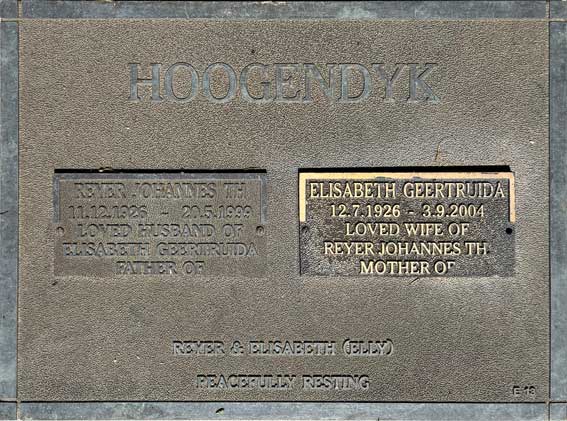 HOOGENDYK
REYER JOHANNES TH
11.12.1926 - 20.5.1999
LOVED HUSBAND OF
ELISABETH GEERTRUIDA
FATHER OF
ELISABETH GEERTRUIDA
12.7.1926 - 3.9.2004
LOVED WIFE OF
REYER JOHANNES TH
MOTHER OF
REYER & ELISABETH (ELLY)
PEACEFULLY RESTING
E-13